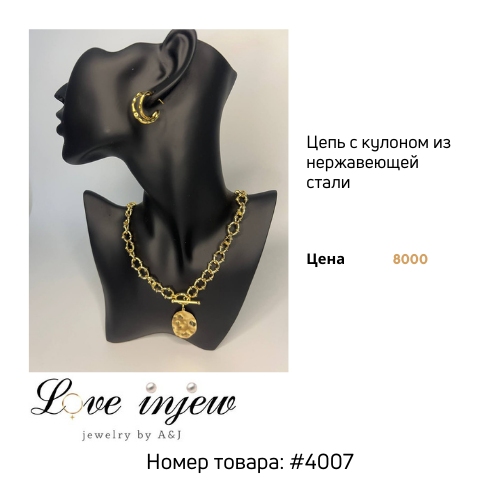 Цепь с кулоном из
нержавеющей
стали
Цена 8000
Love injew
jewelry by A&J
Номер товара: #4007